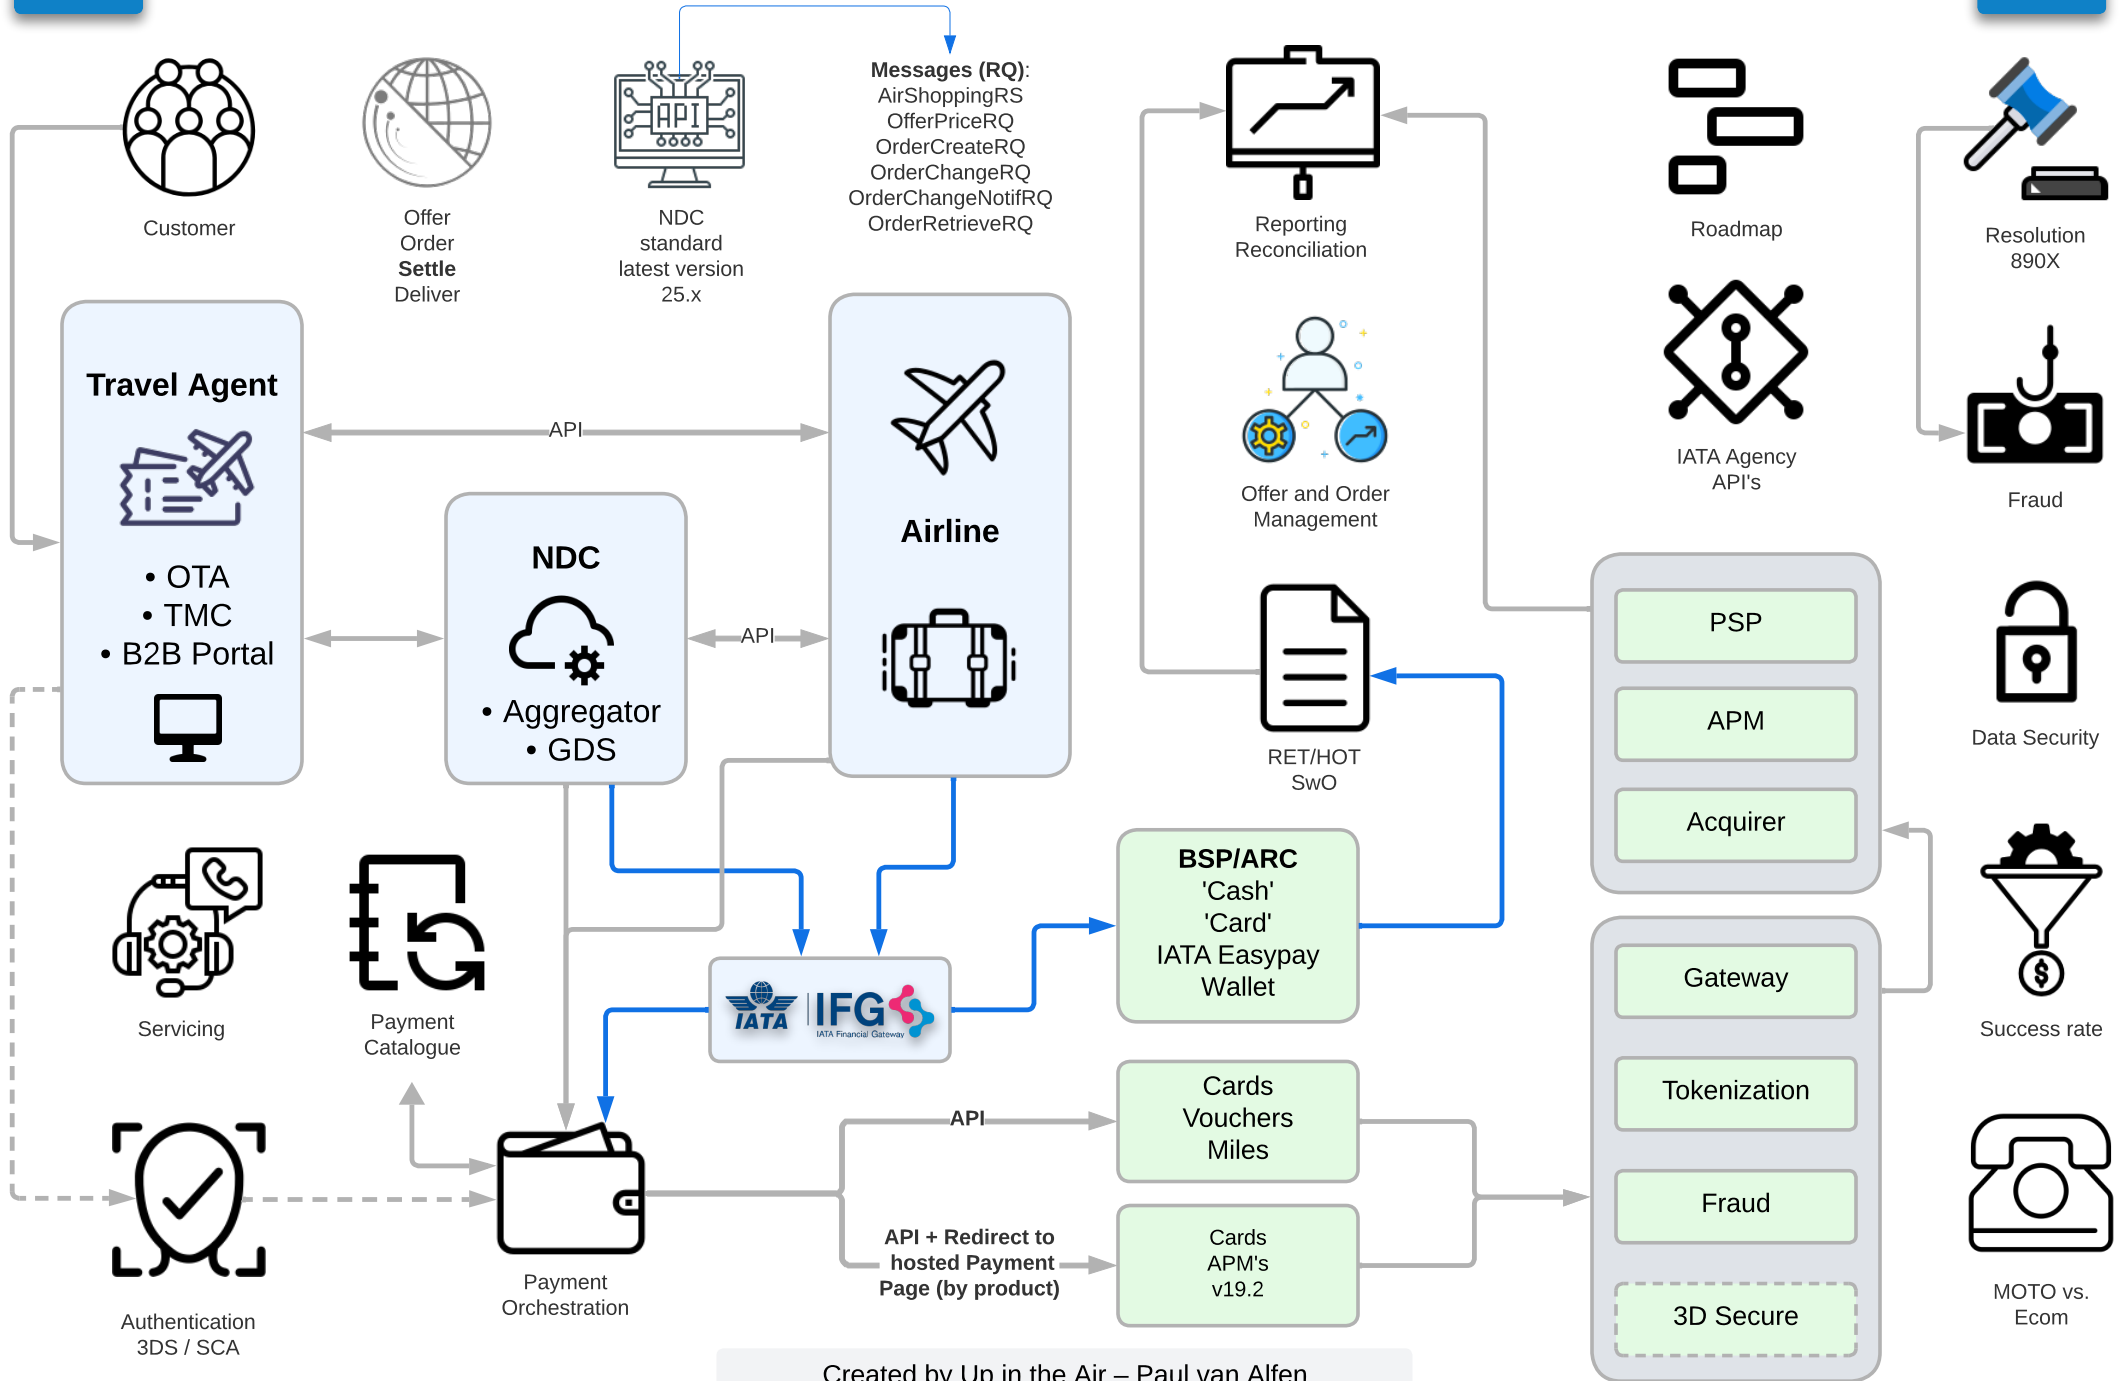 Customer
Offer
Order
Settle
Deliver
API
NDC
standard
latest version
25.x
Messages (RQ):
AirShoppingRS
OfferPriceRQ
OrderCreateRQ
OrderChangeRQ
OrderChangeNotifRQ
OrderRetrieveRQ
Reporting
Reconciliation
Roadmap
Resolution
890X
Travel Agent
• OTA
• TMC
• B2B Portal
API
NDC
• Aggregator
• GDS
API
Airline
Offer and Order
Management
IATA Agency
API's
Fraud
RET/HOT
SwO
PSP
APM
Acquirer
Data Security
Servicing
Payment
Catalogue
IATA
IFG
IATA Financial Gateway
BSP/ARC
'Cash'
'Card'
IATA Easypay
Wallet
Gateway
Tokenization
Fraud
3D Secure
$
Success rate
Authentication
3DS / SCA
Payment
Orchestration
API
Cards
Vouchers
Miles
API + Redirect to
hosted Payment
Page (by product)
Cards
APM's
v19.2
MOTO vs.
Ecom
Created by Up in the Air – Paul van Alfen